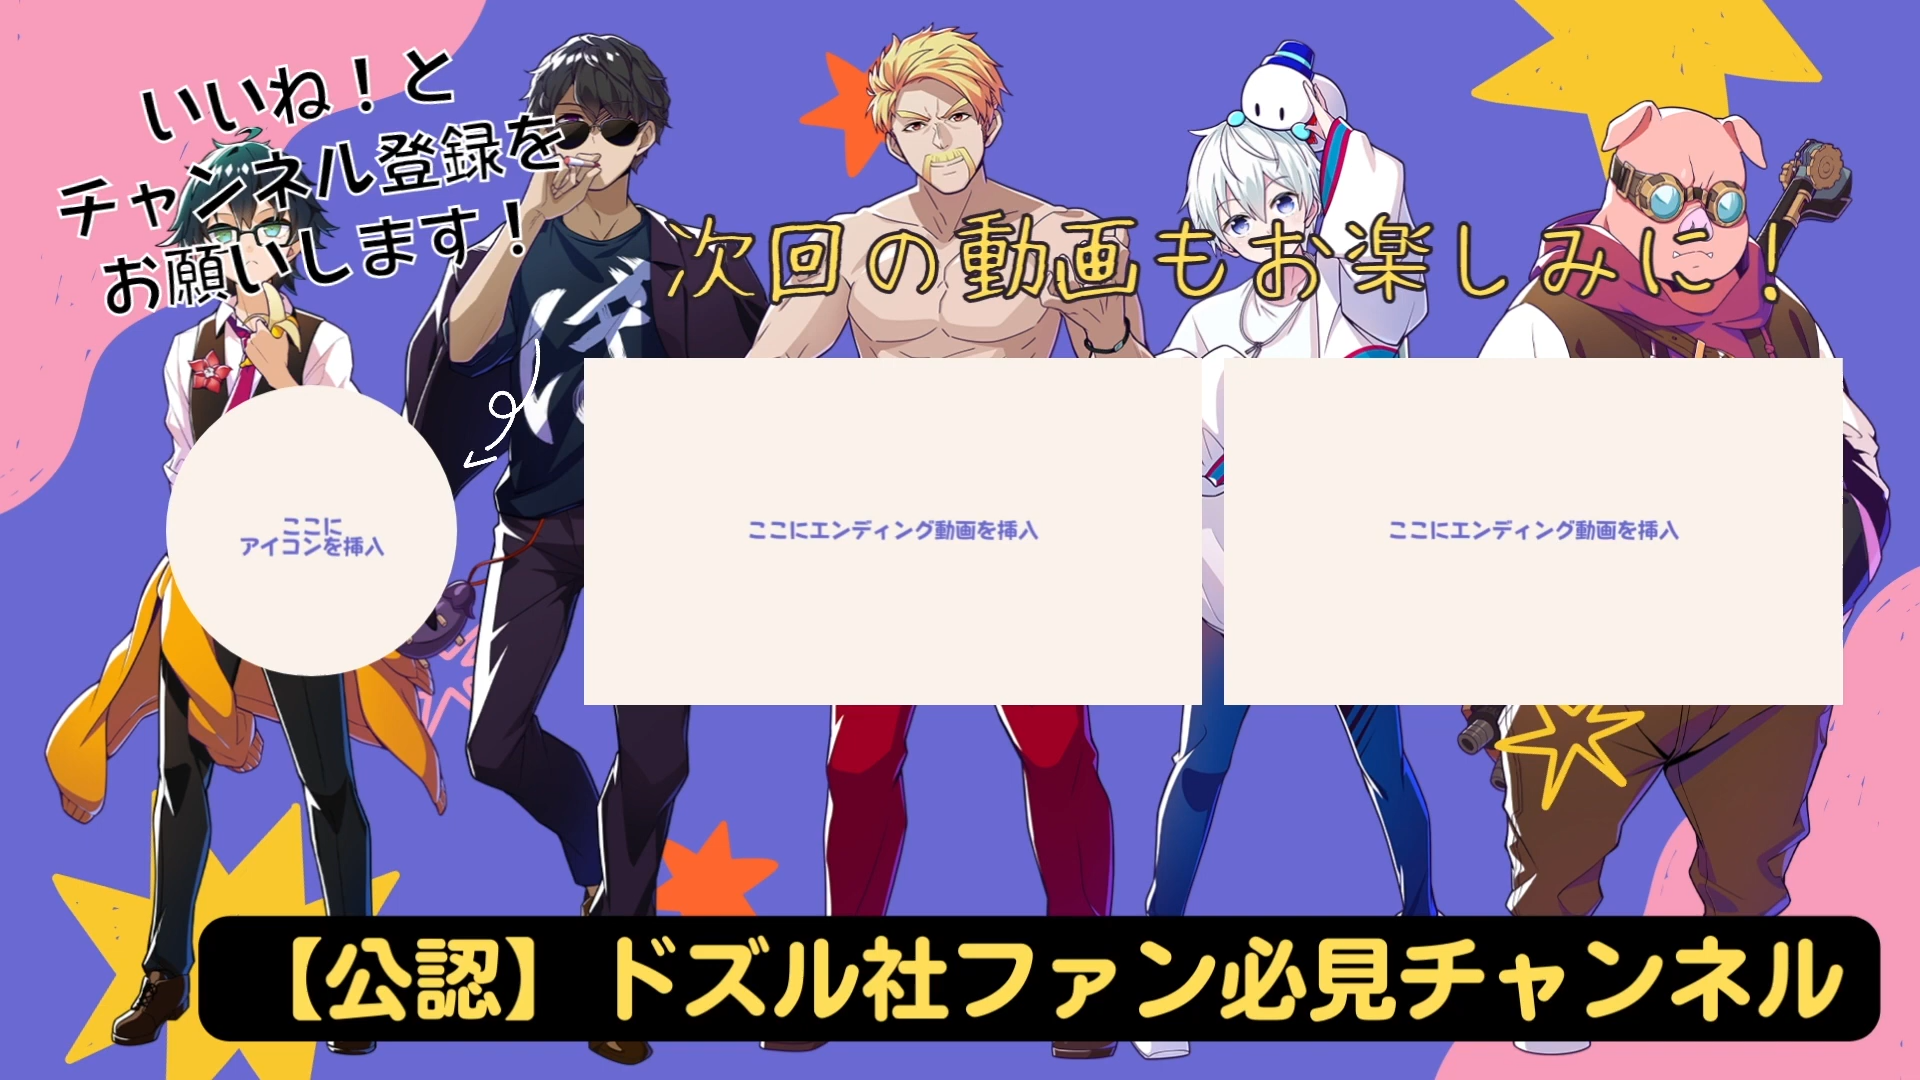 いいね！と
チャンネル登録を
お願いします！
次回の動画もお楽しみに！
ここに
アイコンを挿入
ここにエンディング動画を挿入
ここにエンディング動画を挿入
【公認】ドズル社ファン必見チャンネル